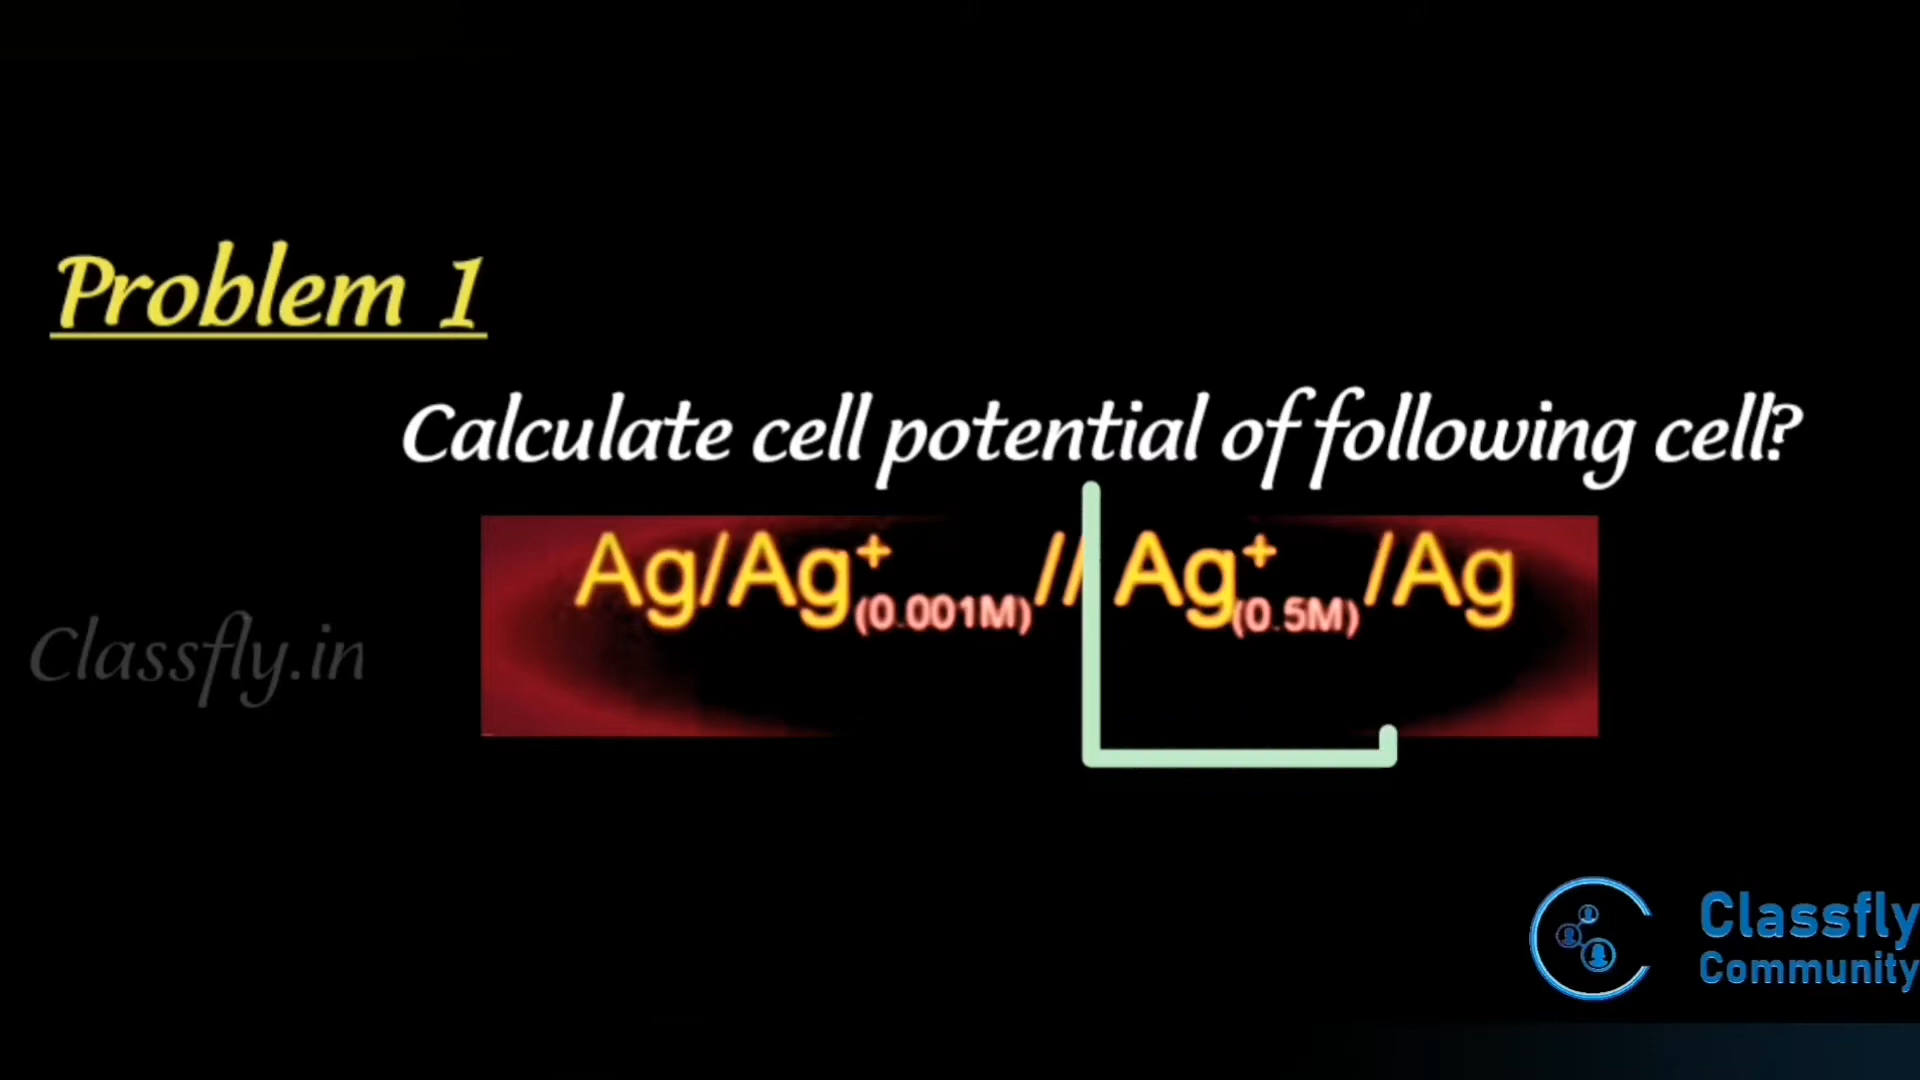 Problem 1
Calculate cell potential of following cell?
Ag/Ag⁺(0.001M)// Ag⁺(0.5M)/Ag
Classfly.in
Classfly
Community